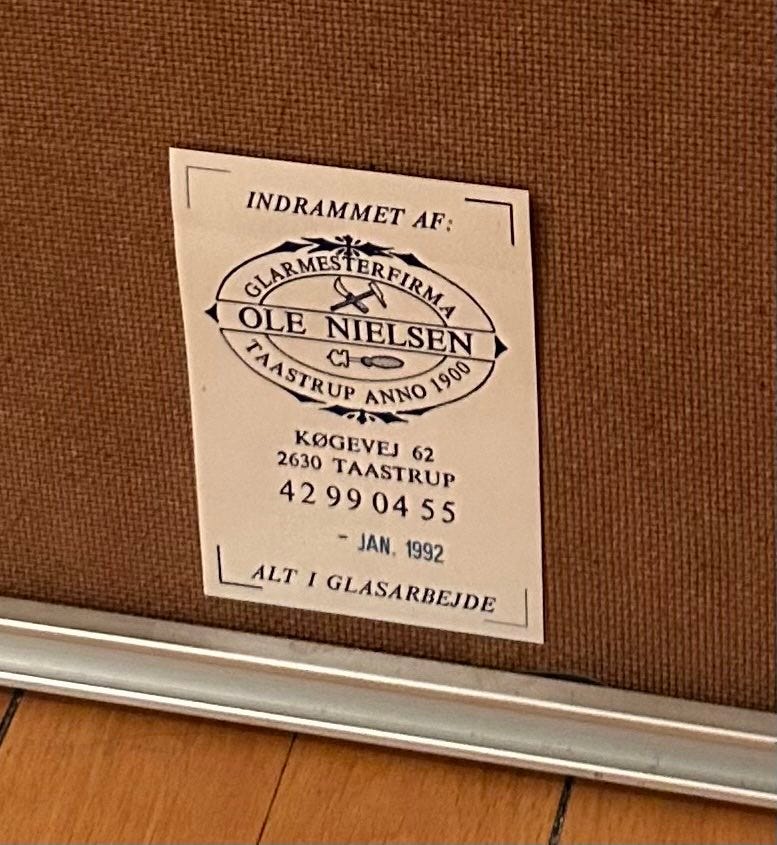 INDRAMMET AF:
GLARMESTERFIRMA
OLE NIELSEN
TAASTRUP ANNO 1900
KØGEVEJ 62
2630 TAASTRUP
42 99 04 55
- JAN. 1992
ALT I GLASARBEJDE